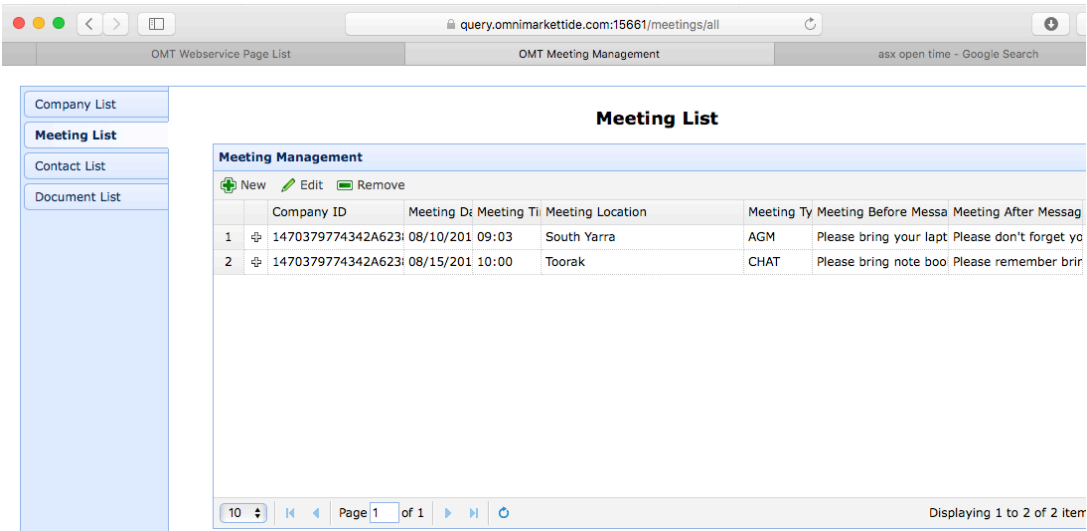 query.omnimarkettide.com:15661/meetings/all
OMT Webservice Page List OMT Meeting Management asx open time - Google Search
Company List
Meeting List
Contact List
Document List
Meeting List
Meeting Management
New Edit Remove
Company ID Meeting Da Meeting Ti Meeting Location Meeting Ty Meeting Before Messa Meeting After Messag
1 1470379774342A623 08/10/201 09:03 South Yarra AGM Please bring your lapt Please don't forget yo
2 1470379774342A623 08/15/201 10:00 Toorak CHAT Please bring note boo Please remember brin
10 Page 1 of 1 Displaying 1 to 2 of 2 item